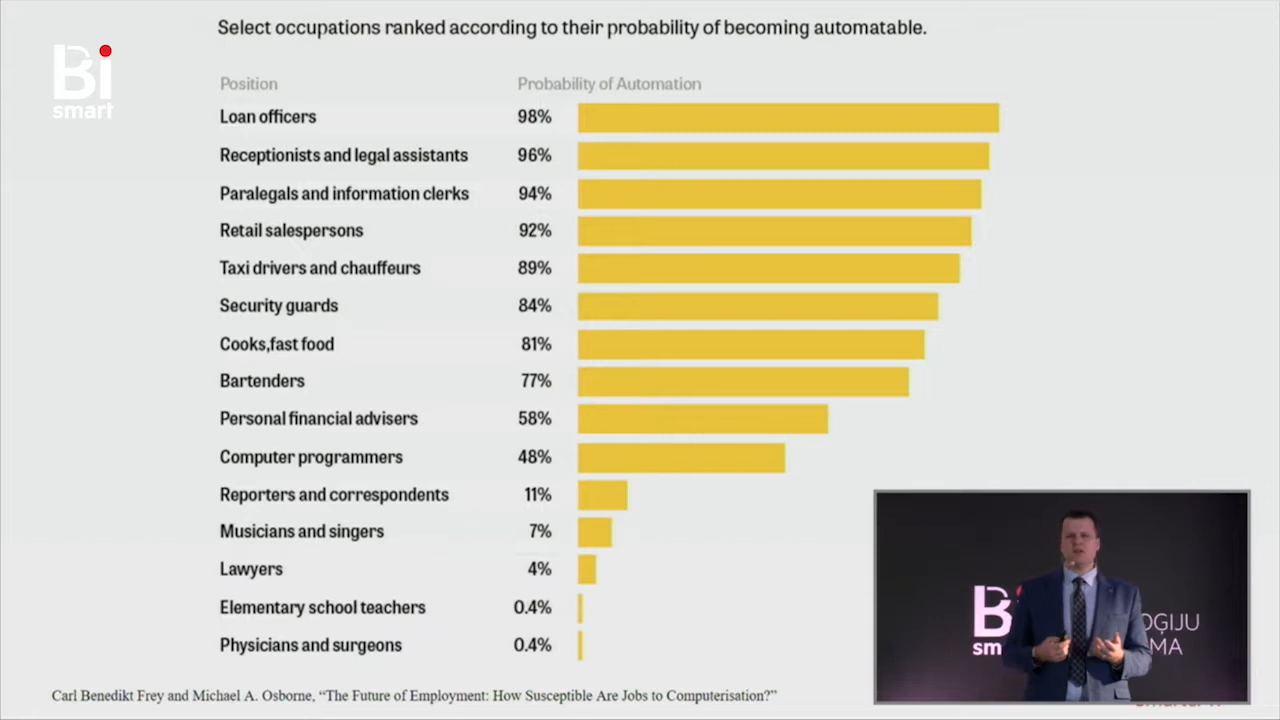 Bi
smart
Select occupations ranked according to their probability of becoming automatable.
Position Probability of Automation
Loan officers 98%
Receptionists and legal assistants 96%
Paralegals and information clerks 94%
Retail salespersons 92%
Taxi drivers and chauffeurs 89%
Security guards 84%
Cooks,fast food 81%
Bartenders 77%
Personal financial advisers 58%
Computer programmers 48%
Reporters and correspondents 11%
Musicians and singers 7%
Lawyers 4%
Elementary school teachers 0.4%
Physicians and surgeons 0.4%
Carl Benedikt Frey and Michael A. Osborne, “The Future of Employment: How Susceptible Are Jobs to Computerisation?”